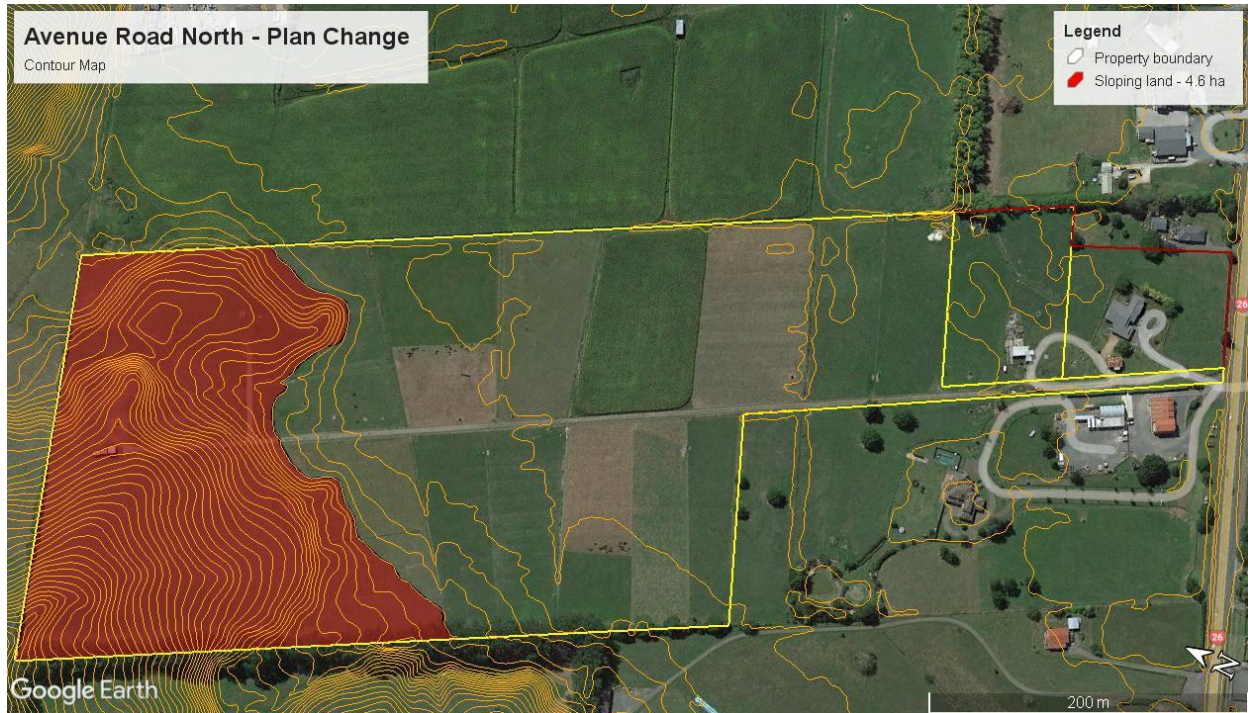 Avenue Road North - Plan Change
Contour Map
Legend
Property boundary
Sloping land - 4.6 ha
26
26
N
Google Earth
200 m